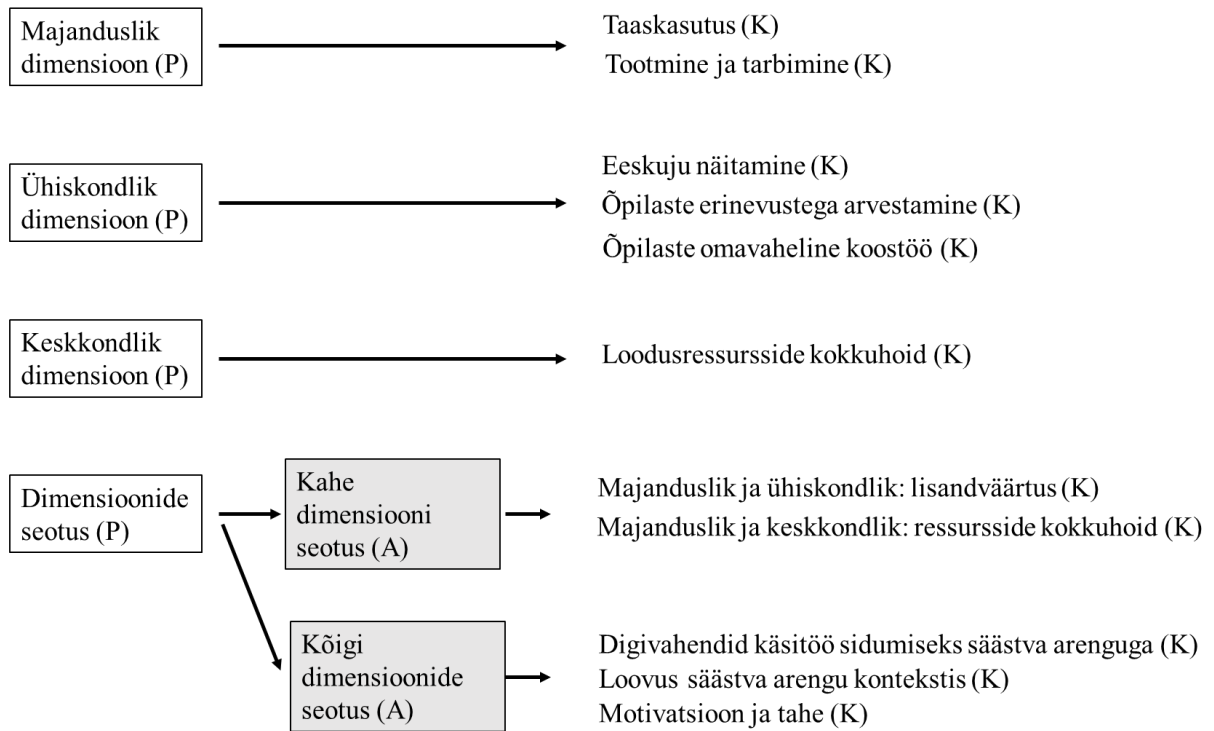 Majanduslik
dimensioon (P)
Taaskasutus (K)
Tootmine ja tarbimine (K)
Ühiskondlik
dimensioon (P)
Eeskuju näitamine (K)
Õpilaste erinevustega arvestamine (K)
Õpilaste omavaheline koostöö (K)
Keskkondlik
dimensioon (P)
Loodusressursside kokkuhoid (K)
Dimensioonide
seotus (P)
Kahe
dimensiooni
seotus (A)
Majanduslik ja ühiskondlik: lisandväärtus (K)
Majanduslik ja keskkondlik: ressursside kokkuhoid (K)
Kõigi
dimensioonide
seotus (A)
Digivahendid käsitöö sidumiseks säästva arenguga (K)
Loovus säästva arengu kontekstis (K)
Motivatsioon ja tahe (K)